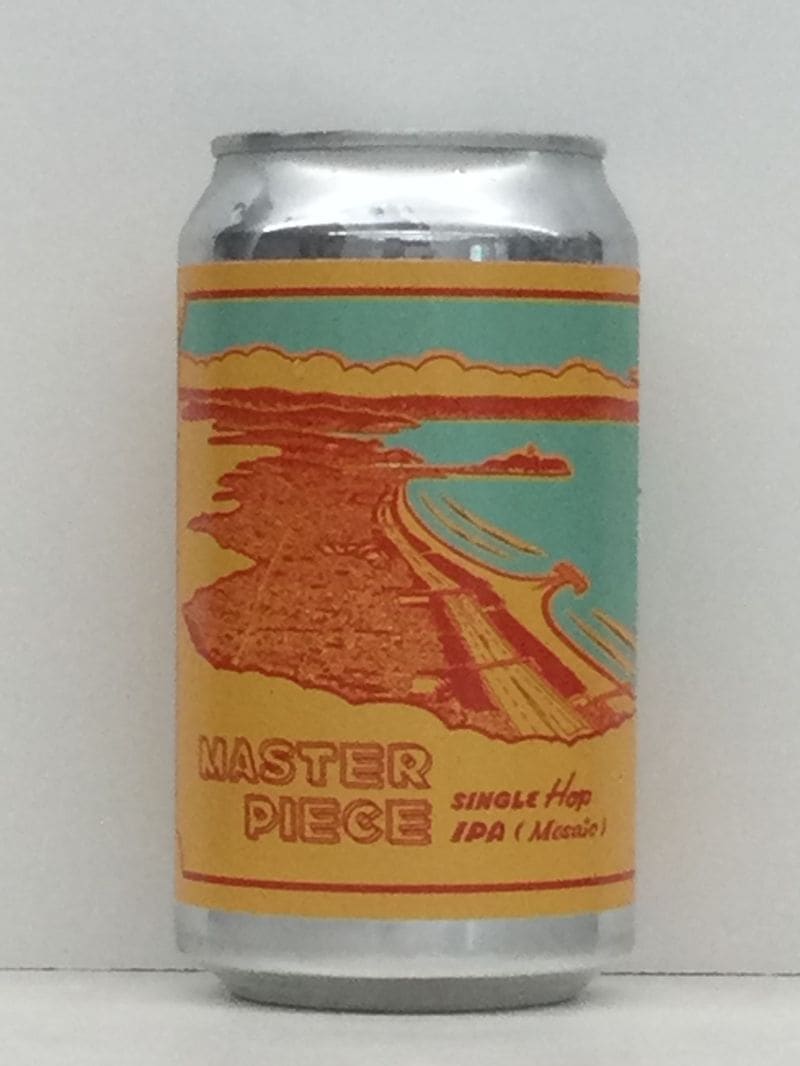 MASTER
PIECE
SINGLE Hop
IPA (Mosaic)